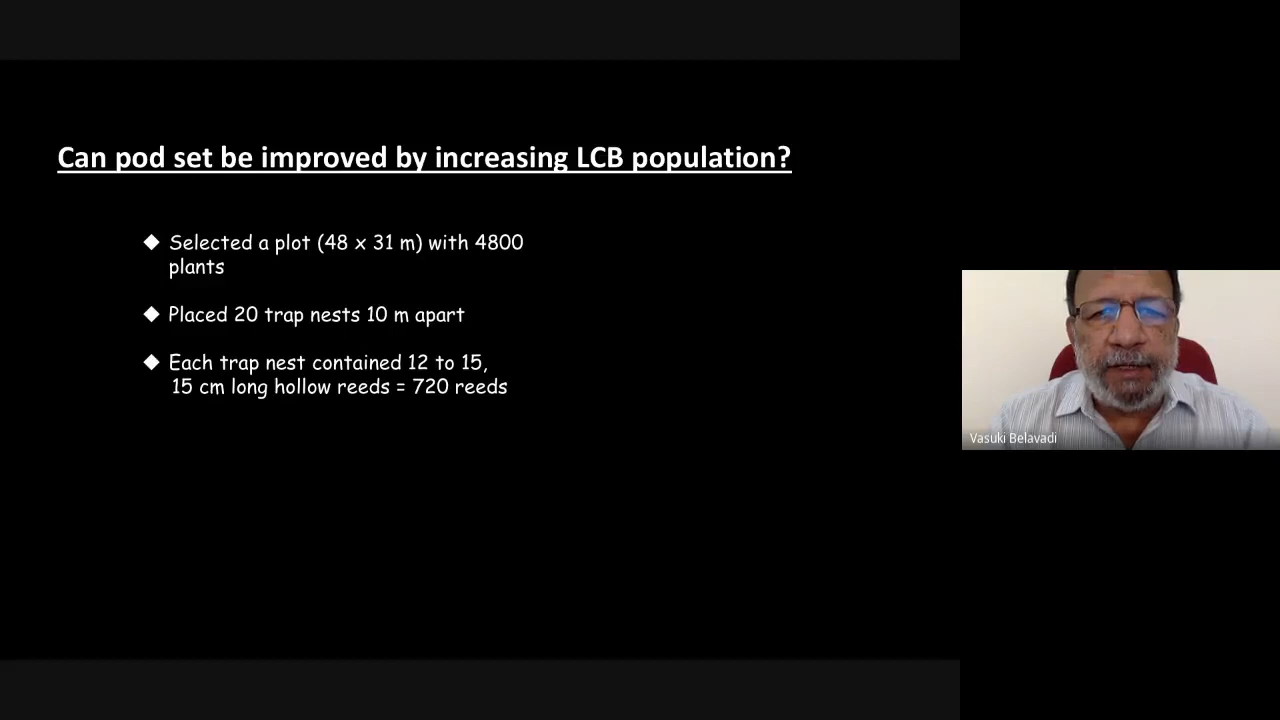 Can pod set be improved by increasing LCB population?
◆ Selected a plot (48 x 31 m) with 4800
plants
◆ Placed 20 trap nests 10 m apart
◆ Each trap nest contained 12 to 15,
15 cm long hollow reeds = 720 reeds
Vasuki Belavadi